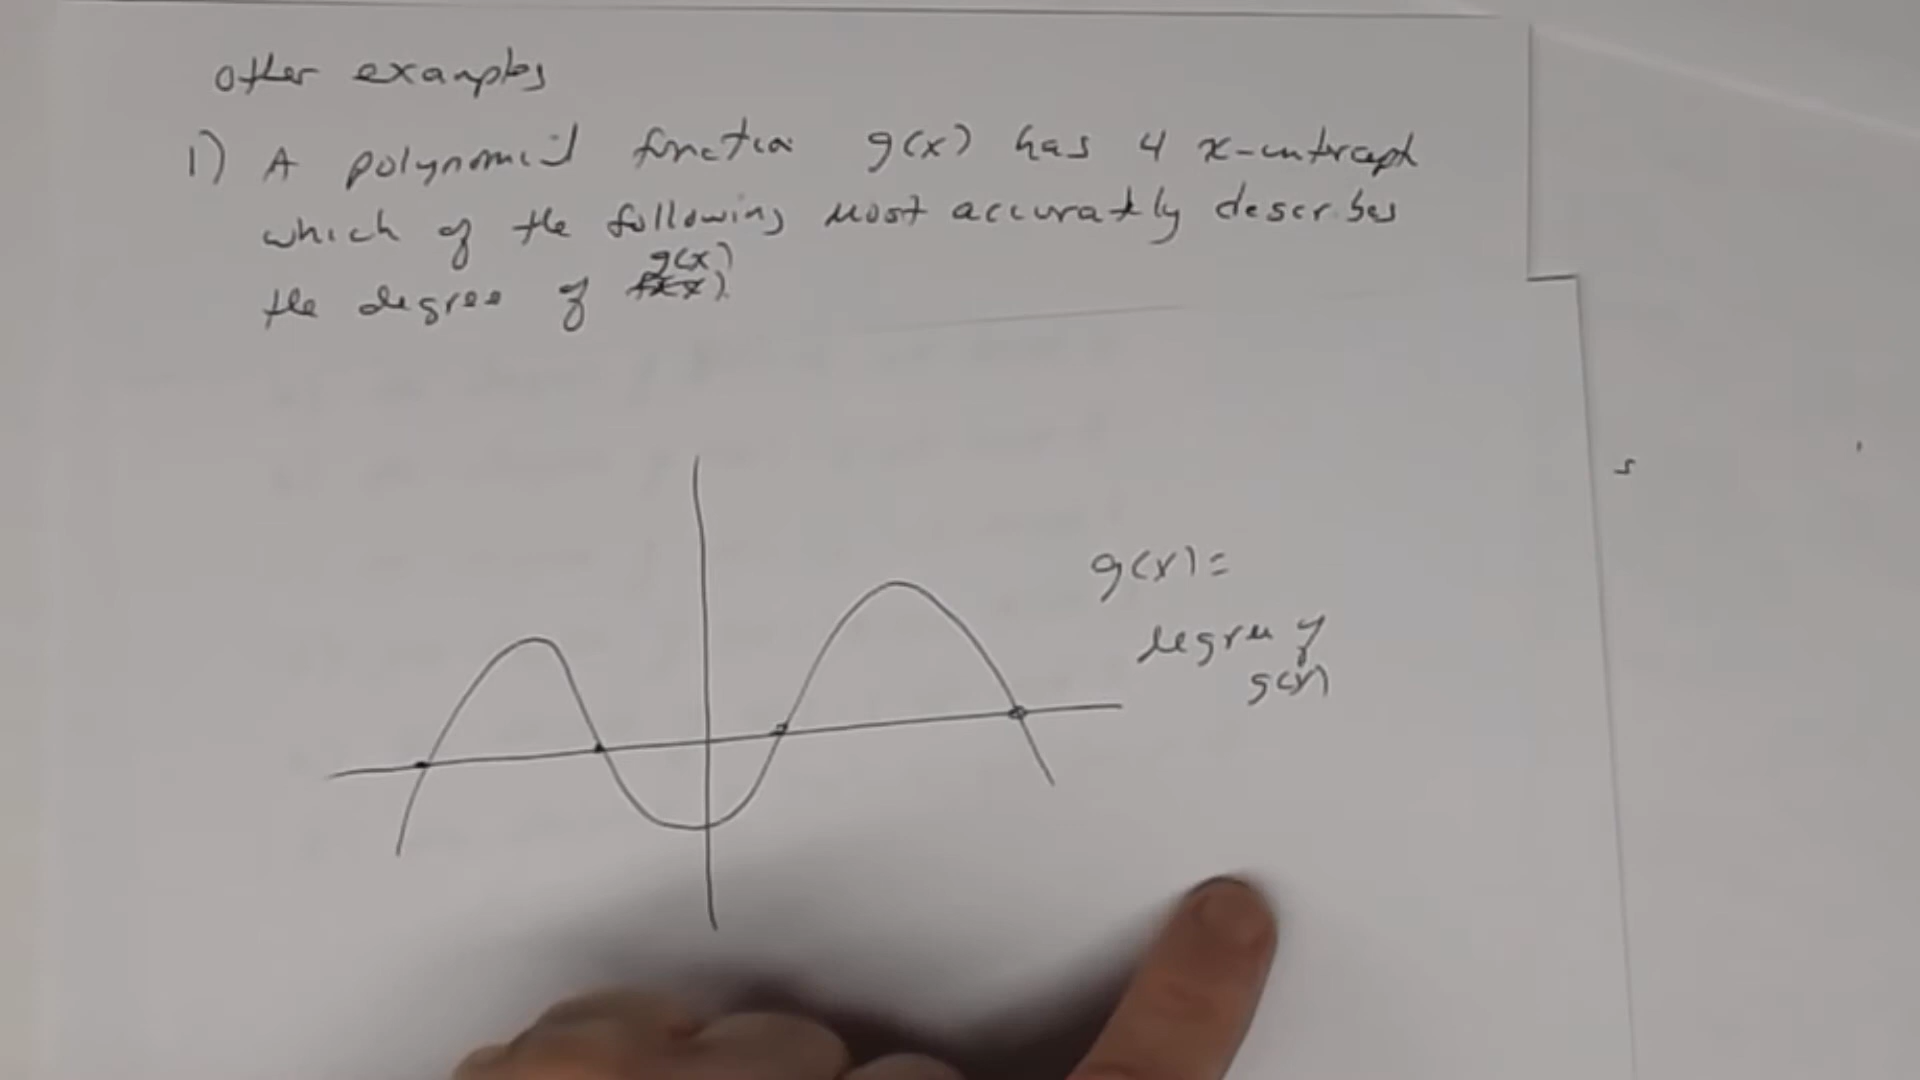 other examples
1) A polynomial function g(x) has 4 x-intercept
which of the following most accurately describes
the degree of g(x)
g(x)=
degree of
g(x)
s